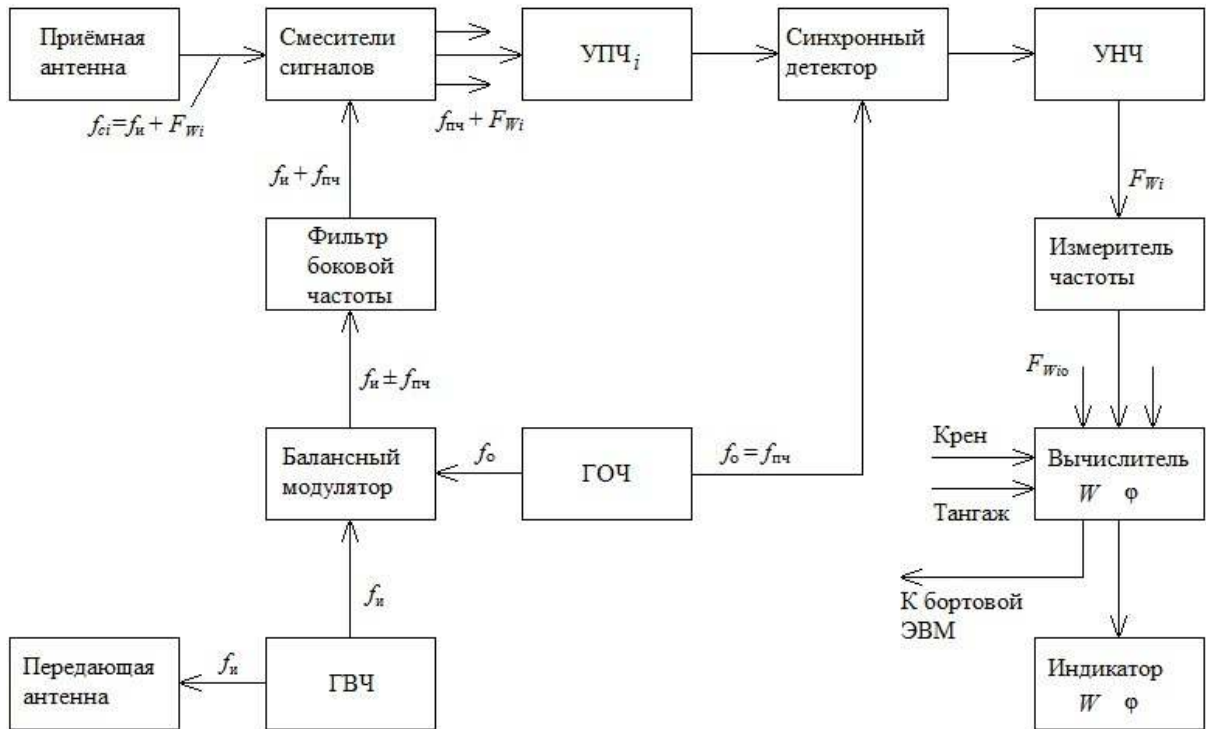 Приёмная
антенна
Смесители
сигналов
УПЧi
Синхронный
детектор
УНЧ
fсi=fи + FWi
fпч + FWi
fи + fпч
FWi
Фильтр
боковой
частоты
Измеритель
частоты
fи ± fпч
FWio
Балансный
модулятор
fо
ГОЧ
fо = fпч
Крен
Тангаж
Вычислитель
W φ
fи
К бортовой
ЭВМ
Передающая
антенна
fи
ГВЧ
Индикатор
W φ